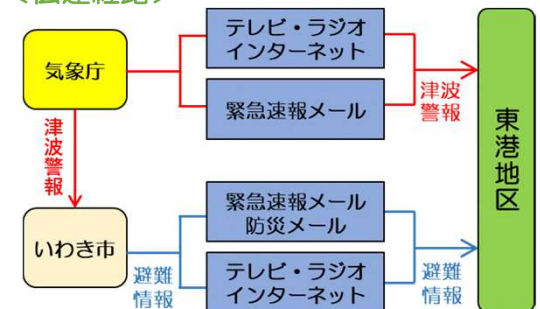 <伝達経路>
気象庁
テレビ・ラジオ
インターネット
緊急速報メール
津波
警報
津波警報
いわき市
避難
情報
緊急速報メール
防災メール
テレビ・ラジオ
インターネット
避難
情報
東港地区